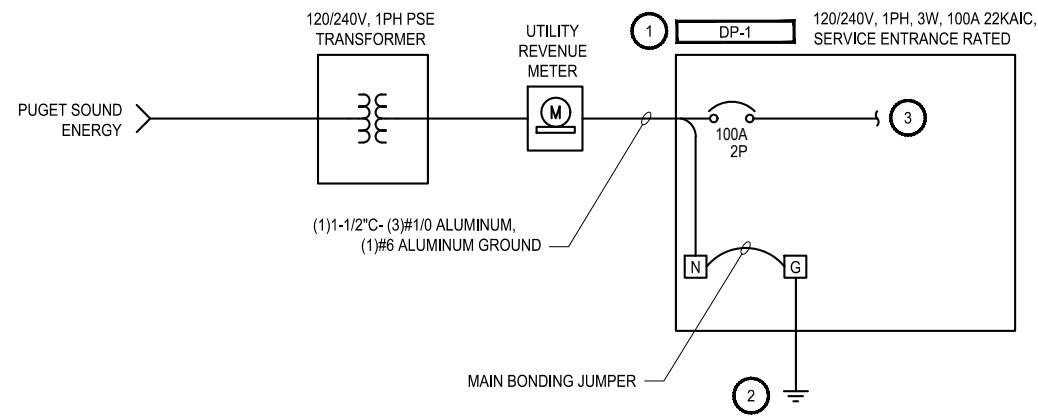 120/240V, 1PH PSE
TRANSFORMER
UTILITY
REVENUE
METER
1
DP-1
120/240V, 1PH, 3W, 100A 22KAIC,
SERVICE ENTRANCE RATED
PUGET SOUND
ENERGY
M
100A
2P
3
(1)1-1/2"C- (3)#1/0 ALUMINUM,
(1)#6 ALUMINUM GROUND
N
G
MAIN BONDING JUMPER
2